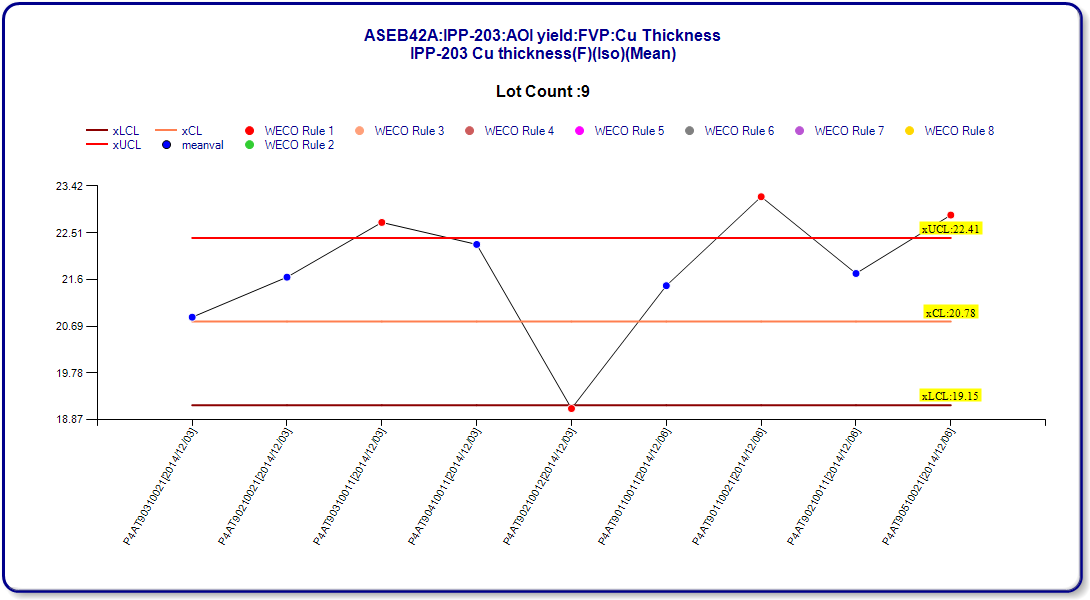 ASEB42A:IPP-203:AOI yield:FVP:Cu Thickness
IPP-203 Cu thickness(F)(Iso)(Mean)
Lot Count :9
xLCL xCL WECO Rule 1 WECO Rule 3 WECO Rule 4 WECO Rule 5 WECO Rule 6 WECO Rule 7 WECO Rule 8
xUCL meanval WECO Rule 2
23.42
22.51
21.6
20.69
19.78
18.87
xUCL:22.41
xCL:20.78
xLCL:19.15
P4AT90310021[2014/12/03]
P4AT90210021[2014/12/03]
P4AT90310011[2014/12/03]
P4AT90410011[2014/12/03]
P4AT90210012[2014/12/03]
P4AT90110011[2014/12/06]
P4AT90110021[2014/12/06]
P4AT90210011[2014/12/06]
P4AT90510021[2014/12/06]